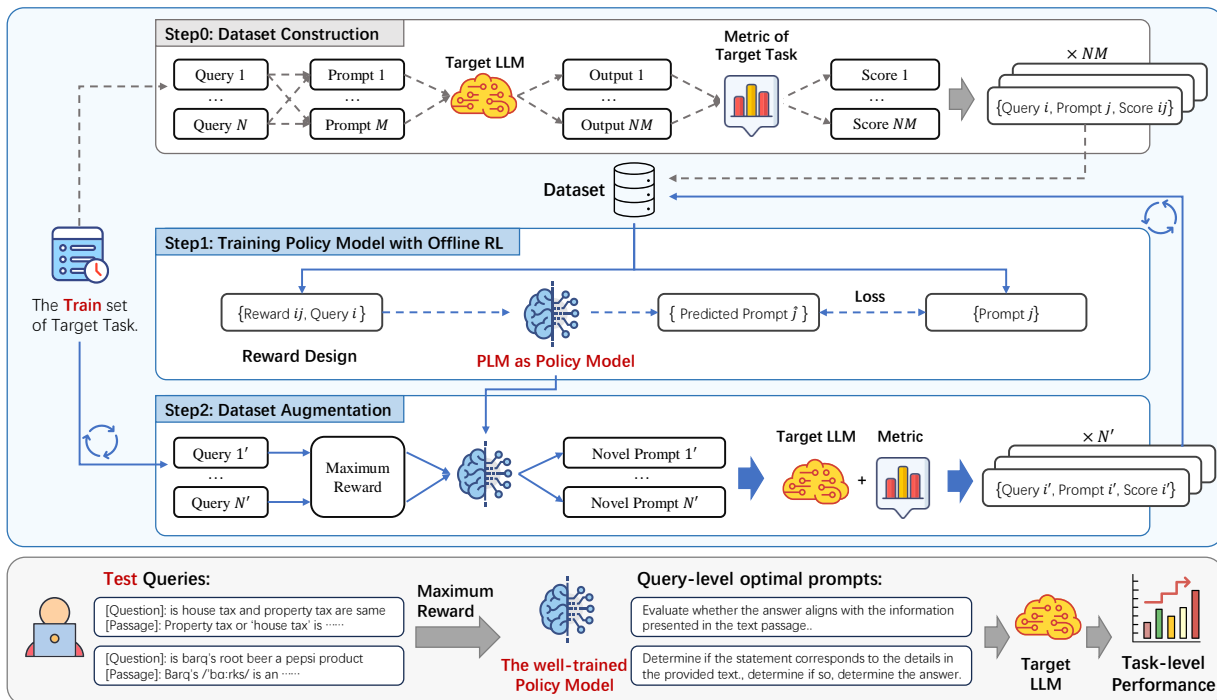 Step0: Dataset Construction
Query 1
...
Query N
Prompt 1
...
Prompt M
Target LLM
Output 1
...
Output NM
Metric of
Target Task
Score 1
...
Score NM
× NM
{Query i, Prompt j, Score ij}
Dataset
The Train set
of Target Task.
Step1: Training Policy Model with Offline RL
{Reward ij, Query i}
Reward Design
PLM as Policy Model
{ Predicted Prompt ĵ }
Loss
{Prompt j}
Step2: Dataset Augmentation
Query 1′
...
Query N′
Maximum
Reward
Novel Prompt 1′
...
Novel Prompt N′
Target LLM
+
Metric
× N′
{Query i′, Prompt i′, Score i′}
Test Queries:
[Question]: is house tax and property tax are same
[Passage]: Property tax or ‘house tax’ is ······
[Question]: is barq's root beer a pepsi product
[Passage]: Barq's /ˈbɑːrks/ is an ······
Maximum
Reward
The well-trained
Policy Model
Query-level optimal prompts:
Evaluate whether the answer aligns with the information
presented in the text passage..
Determine if the statement corresponds to the details in
the provided text., determine if so, determine the answer.
Target
LLM
Task-level
Performance